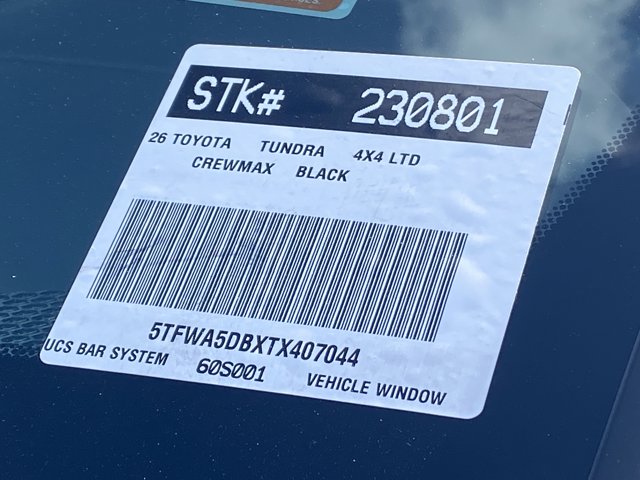 STK# 230801
26 TOYOTA TUNDRA 4X4 LTD
CREWMAX BLACK
5TFWA5DBXTX407044
UCS BAR SYSTEM 60S001 VEHICLE WINDOW